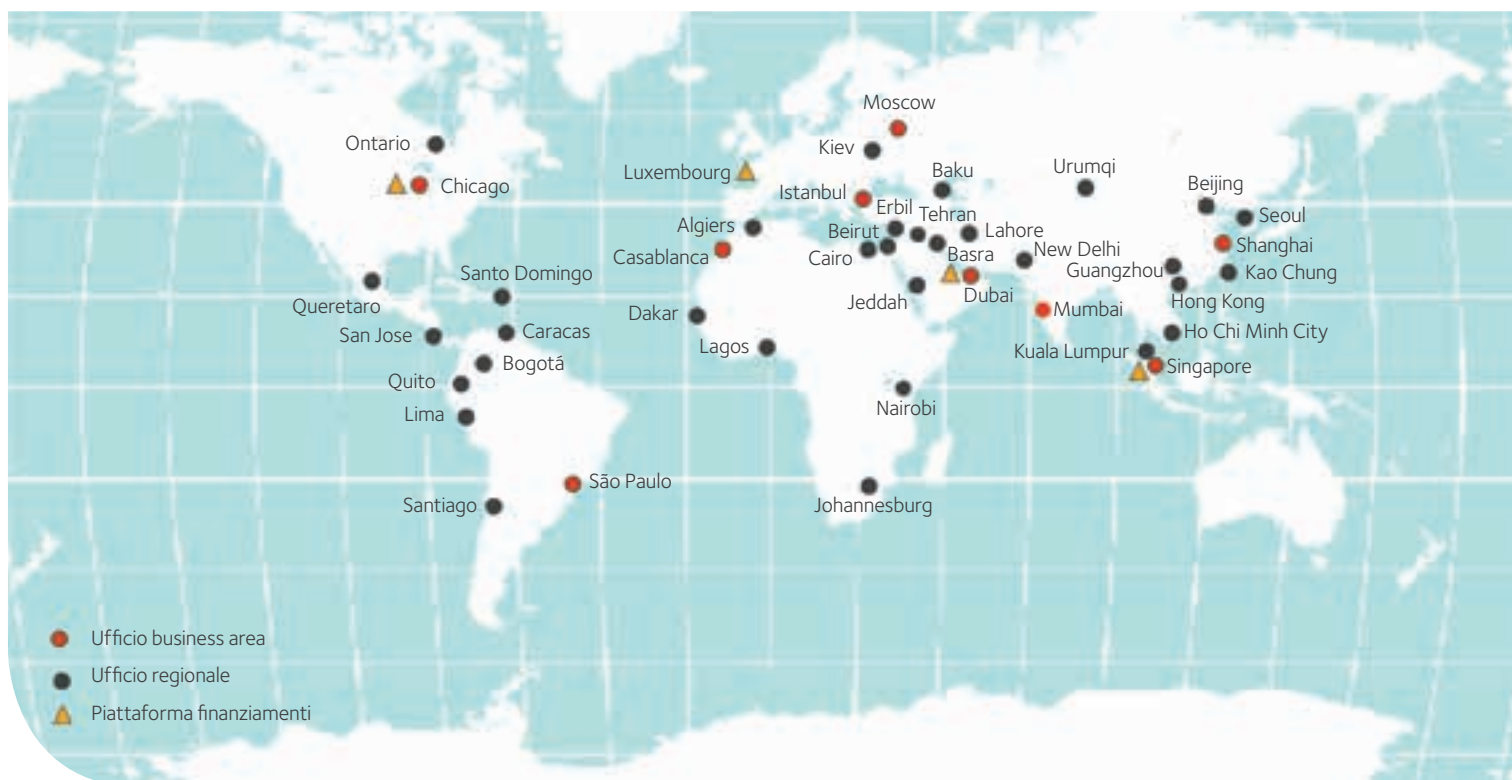 Moscow
Ontario
Kiev
Luxembourg
Baku
Urumqi
Chicago
Istanbul
Beijing
Erbil
Tehran
Seoul
Algiers
Beirut
Lahore
Casablanca
Cairo
Basra
New Delhi
Shanghai
Guangzhou
Kao Chung
Santo Domingo
Jeddah
Dubai
Hong Kong
Queretaro
Dakar
Mumbai
San Jose
Caracas
Lagos
Ho Chi Minh City
Kuala Lumpur
Bogotá
Singapore
Quito
Nairobi
Lima
São Paulo
Santiago
Johannesburg
Ufficio business area
Ufficio regionale
Piattaforma finanziamenti